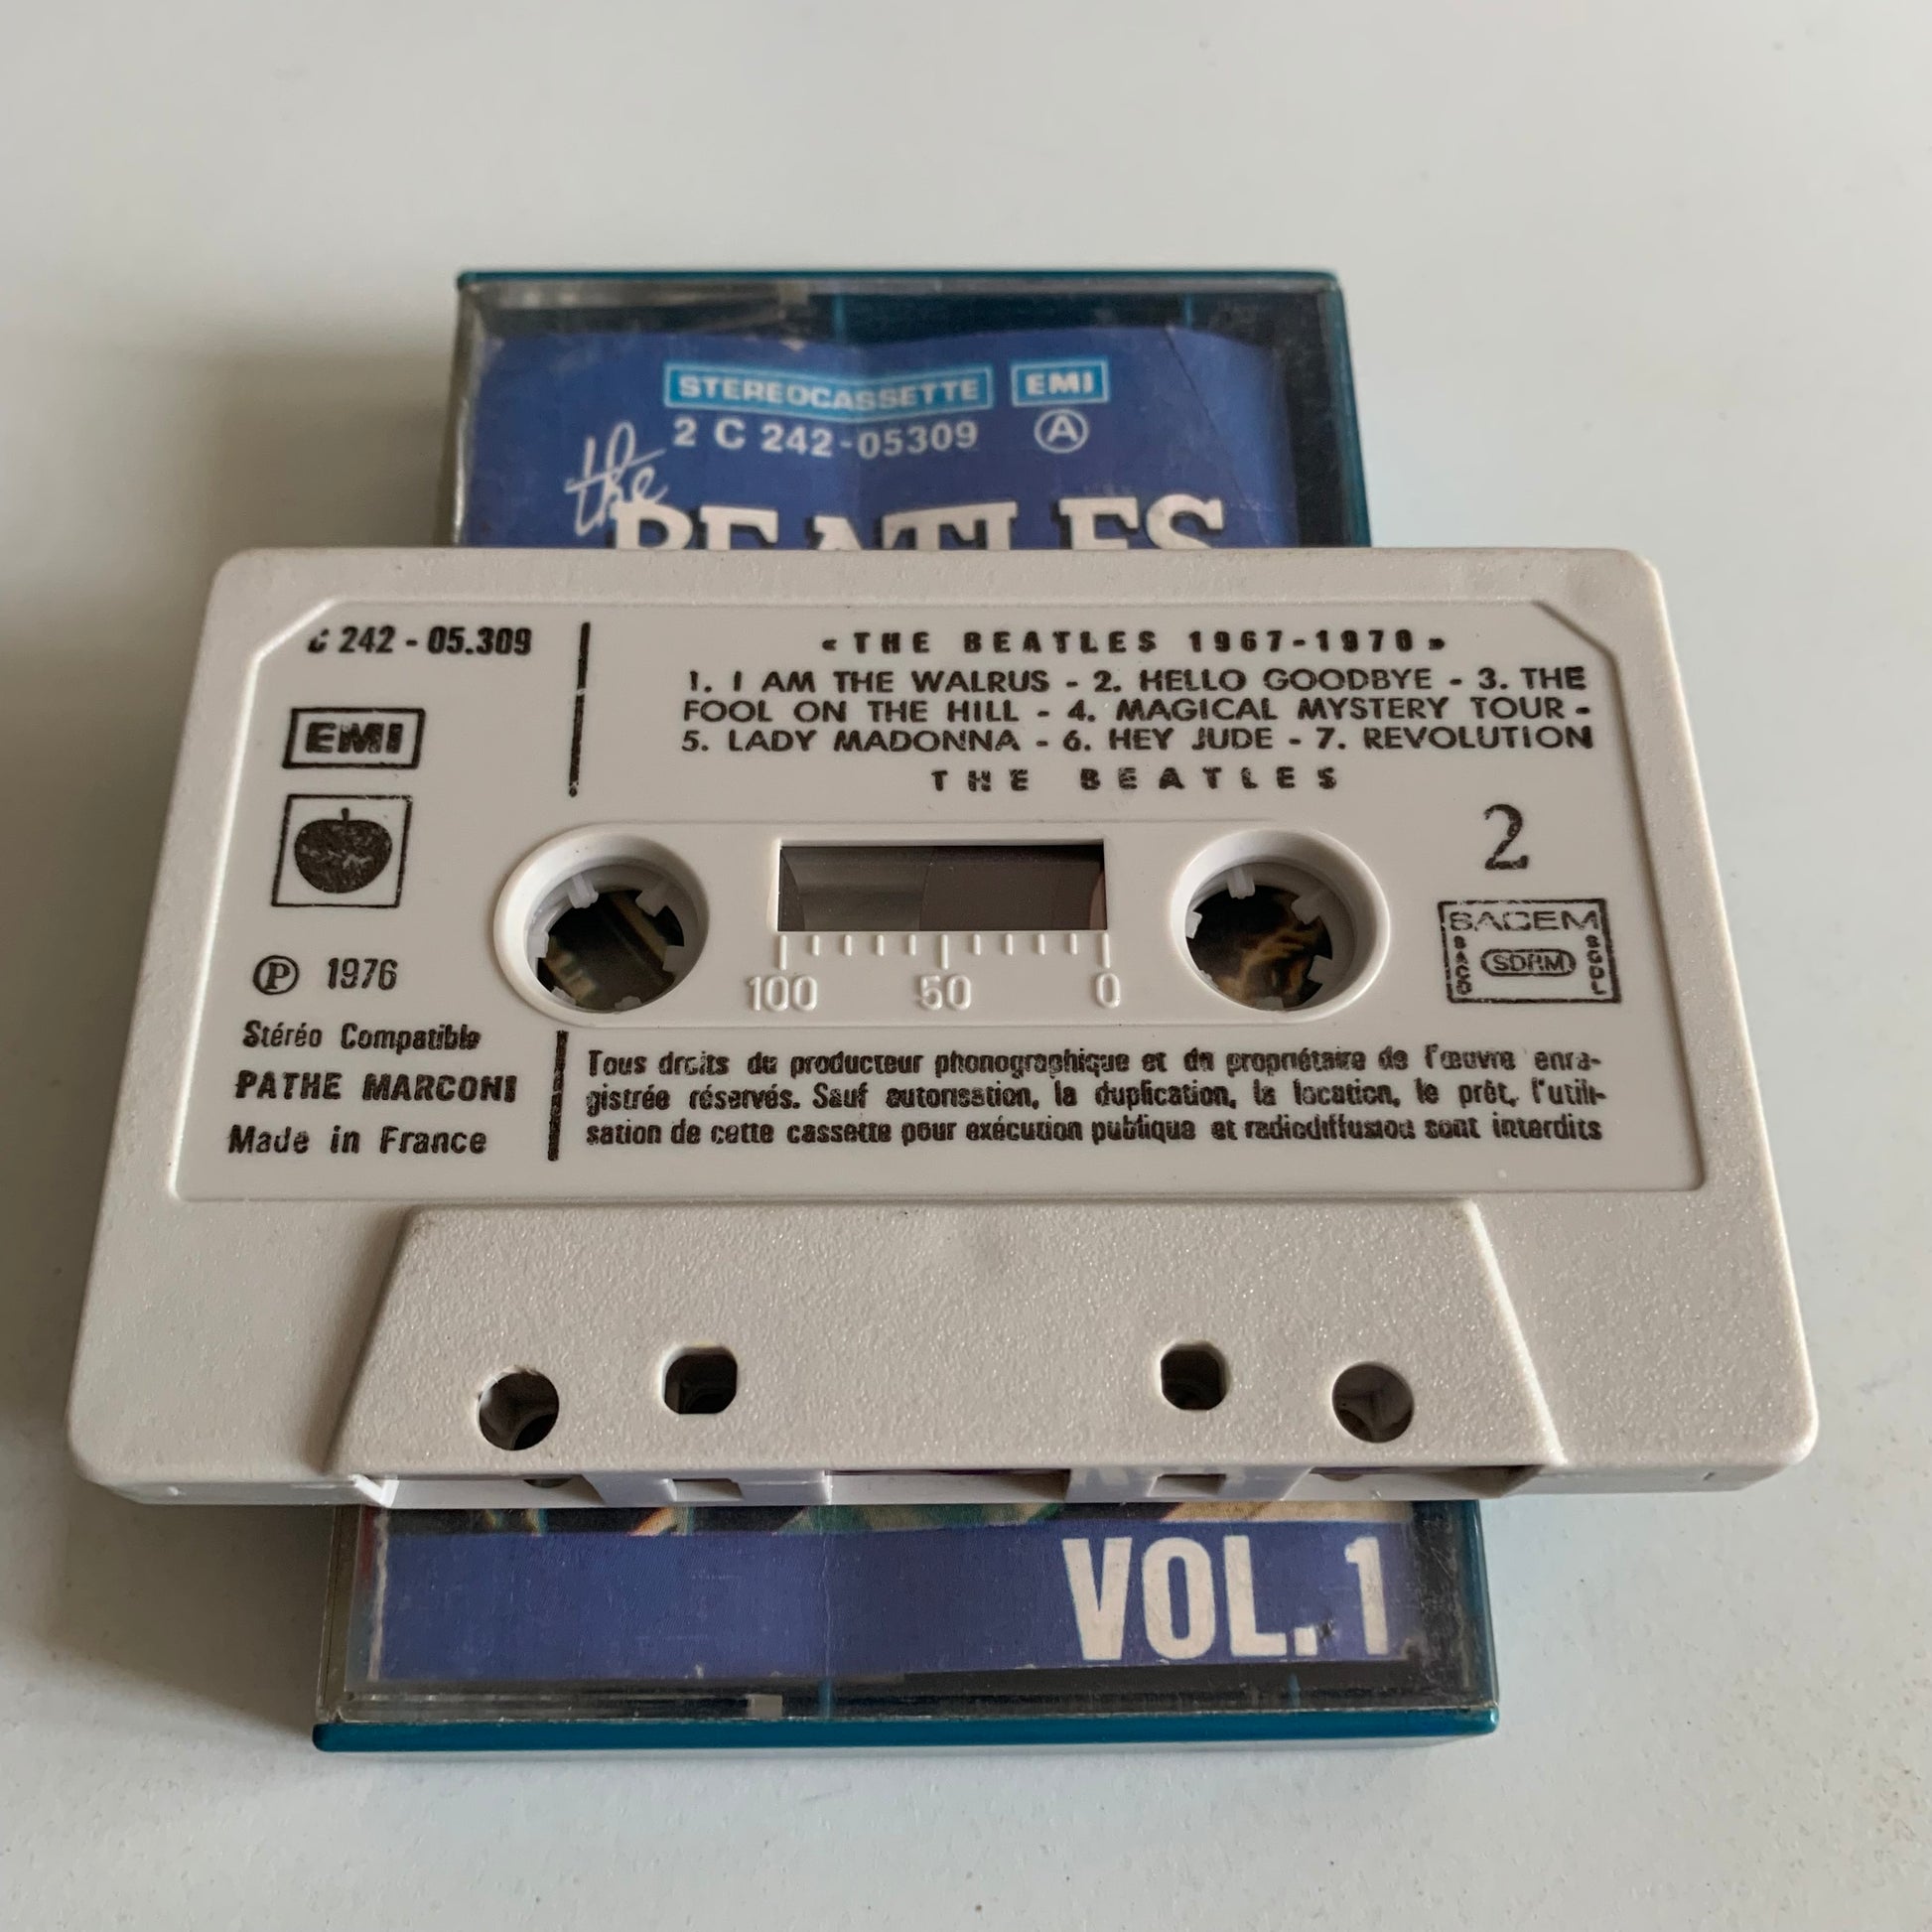 STEREOCASSETTE EMI
2 C 242-05309 A
the
BEATLES
C 242 - 05.309
« THE BEATLES 1967-1970 »
1. I AM THE WALRUS - 2. HELLO GOODBYE - 3. THE
FOOL ON THE HILL - 4. MAGICAL MYSTERY TOUR -
5. LADY MADONNA - 6. HEY JUDE - 7. REVOLUTION
THE BEATLES
EMI
2
SACEM
SACD SDRM SGDL
100 50 0
℗ 1976
Stéréo Compatible
PATHE MARCONI
Made in France
Tous droits du producteur phonographique et du propriétaire de l'œuvre enre-
gistrée réservés. Sauf autorisation, la duplication, la location, le prêt, l'utili-
sation de cette cassette pour exécution publique et radiodiffusion sont interdits
VOL. 1